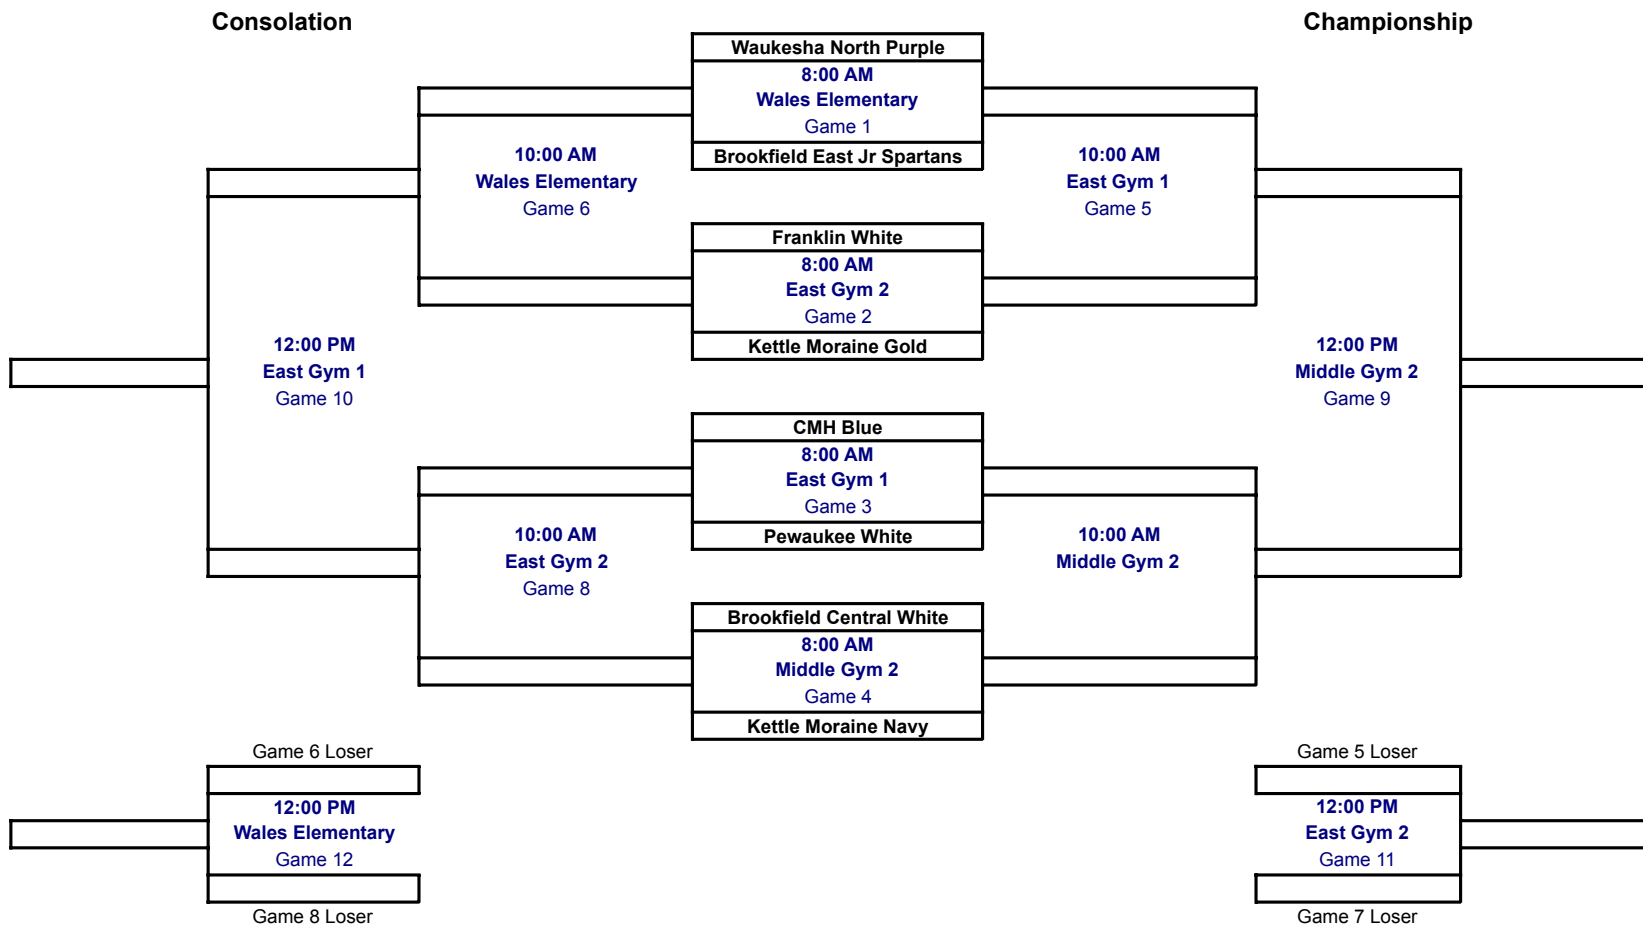 Consolation
Championship
Waukesha North Purple
8:00 AM
Wales Elementary
Game 1
Brookfield East Jr Spartans
10:00 AM
Wales Elementary
Game 6
10:00 AM
East Gym 1
Game 5
Franklin White
8:00 AM
East Gym 2
Game 2
Kettle Moraine Gold
12:00 PM
East Gym 1
Game 10
12:00 PM
Middle Gym 2
Game 9
CMH Blue
8:00 AM
East Gym 1
Game 3
Pewaukee White
10:00 AM
East Gym 2
Game 8
10:00 AM
Middle Gym 2
Brookfield Central White
8:00 AM
Middle Gym 2
Game 4
Kettle Moraine Navy
Game 6 Loser
12:00 PM
Wales Elementary
Game 12
Game 8 Loser
Game 5 Loser
12:00 PM
East Gym 2
Game 11
Game 7 Loser